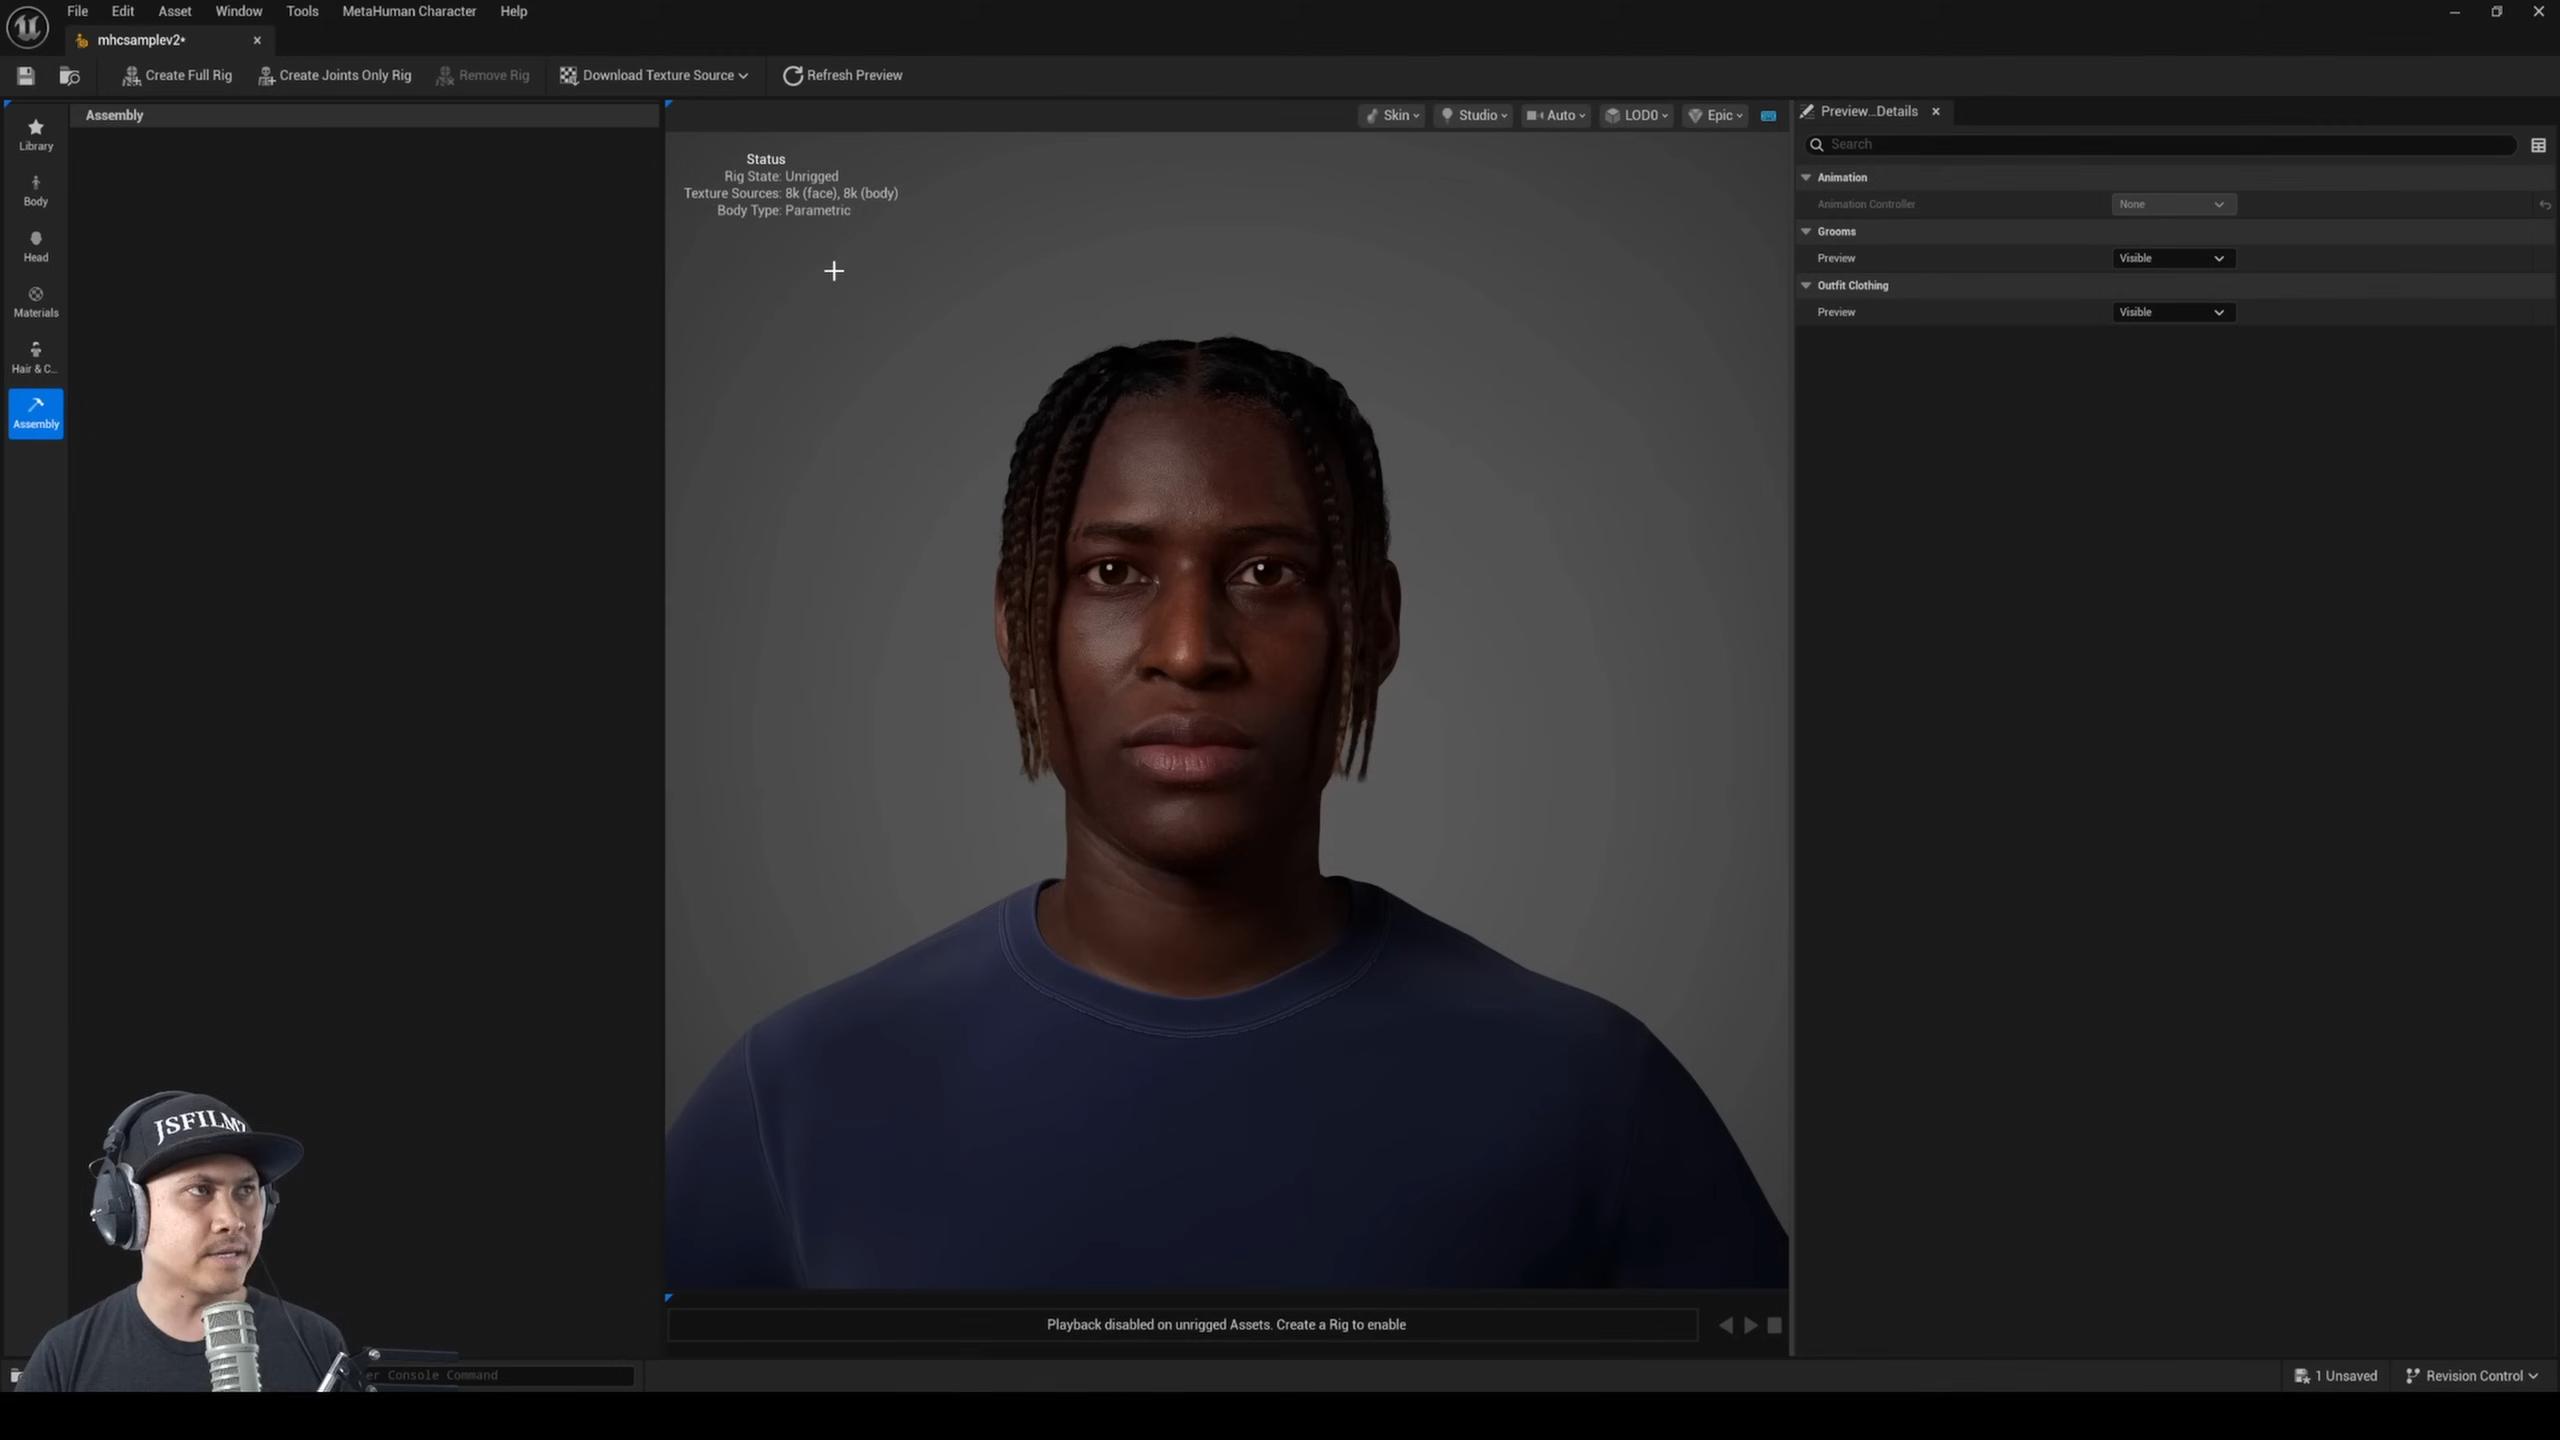 File Edit Asset Window Tools MetaHuman Character Help
mhcsamplev2*
Create Full Rig Create Joints Only Rig Remove Rig Download Texture Source Refresh Preview
Library
Body
Head
Materials
Hair & C...
Assembly
Assembly
Skin Studio Auto LOD0 Epic
Status
Rig State: Unrigged
Texture Sources: 8k (face), 8k (body)
Body Type: Parametric
Preview...Details
Search
Animation
Animation Controller None
Grooms
Preview Visible
Outfit Clothing
Preview Visible
JSFILMZ
Playback disabled on unrigged Assets. Create a Rig to enable
er Console Command
1 Unsaved Revision Control